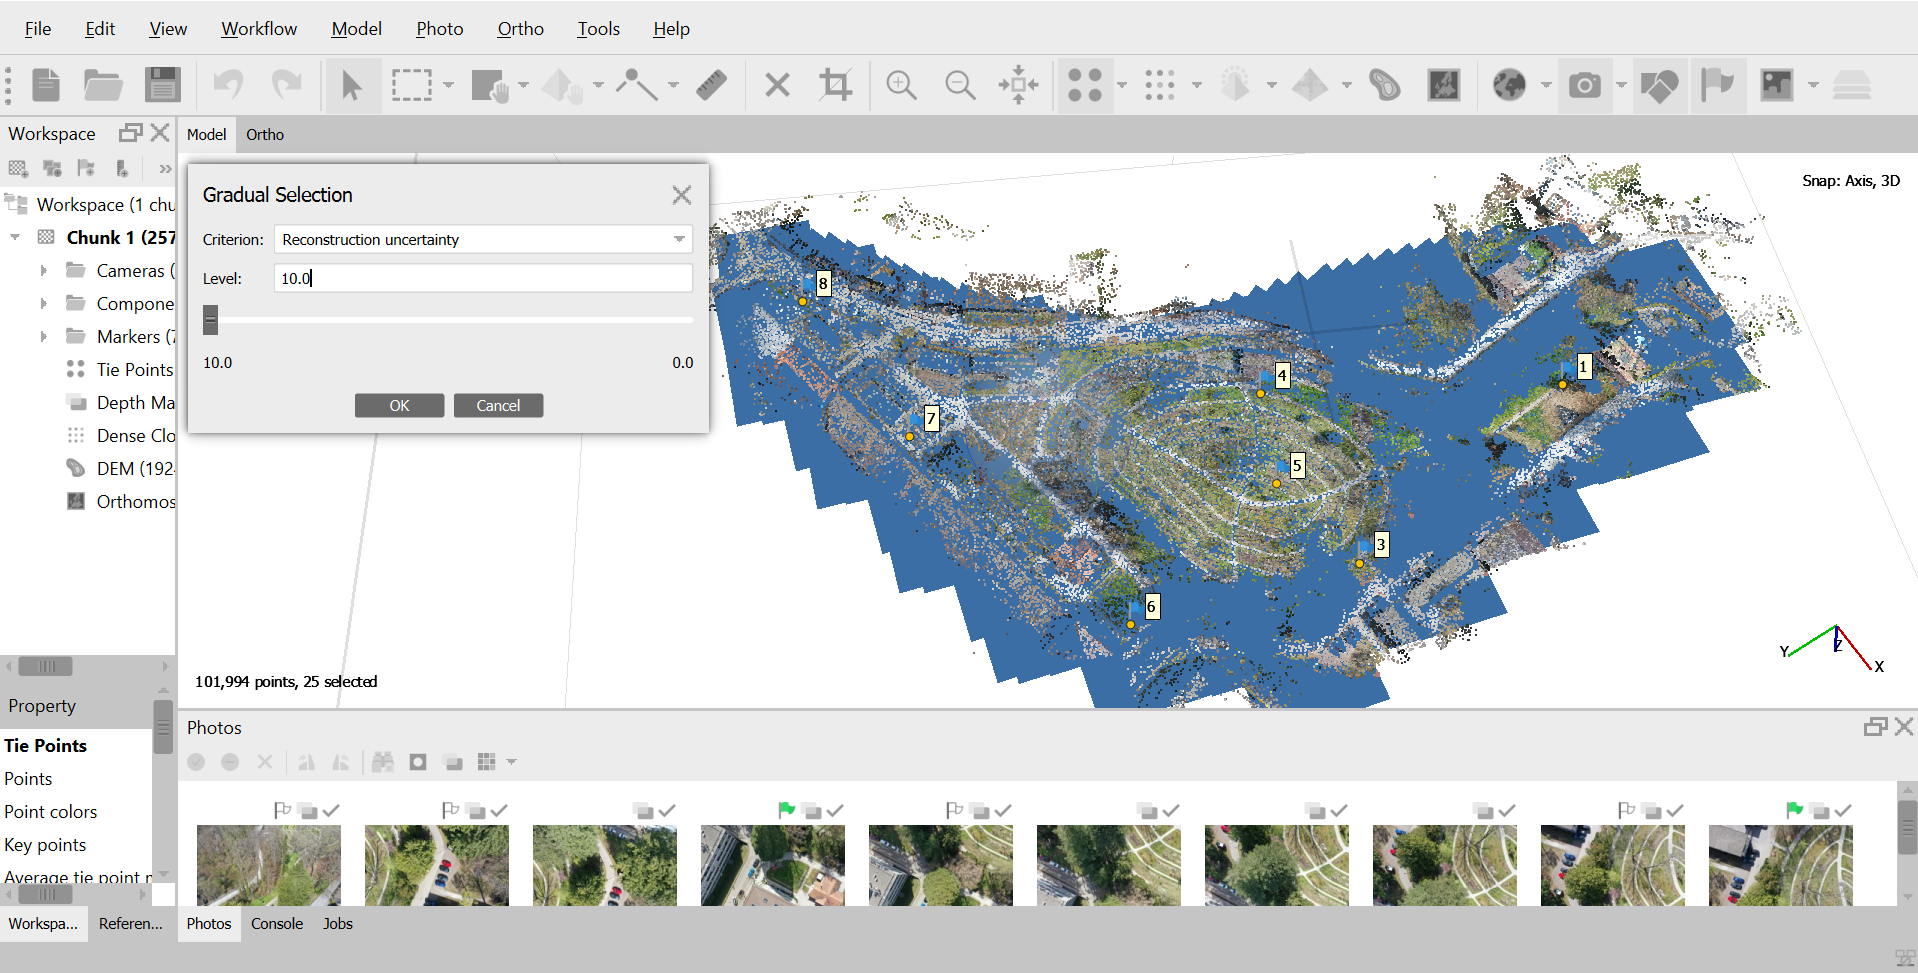 File Edit View Workflow Model Photo Ortho Tools Help
Workspace
Model Ortho
Workspace (1 chu
Chunk 1 (257
Cameras (
Compone
Markers (7
Tie Points
Depth Ma
Dense Clo
DEM (192
Orthomos
Gradual Selection
Criterion: Reconstruction uncertainty
Level: 10.0
10.0 0.0
OK Cancel
Snap: Axis, 3D
8
4
1
7
5
3
6
Y Z X
101,994 points, 25 selected
Property
Tie Points
Points
Point colors
Key points
Average tie point r
Workspa... Referen...
Photos
Photos Console Jobs